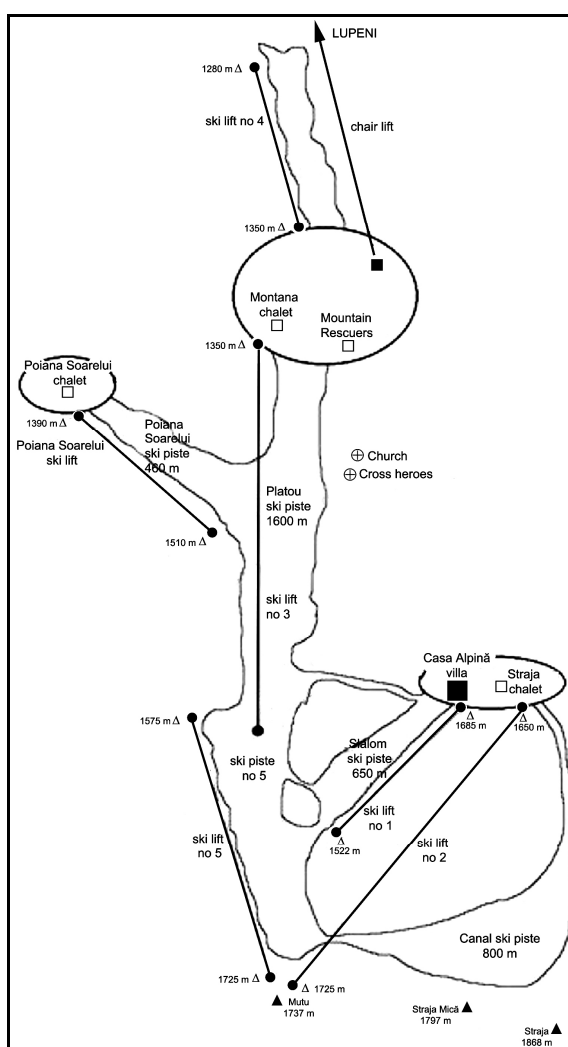 LUPENI
1280 m Δ
ski lift no 4
chair lift
1350 m Δ
Montana
chalet
Mountain
Rescuers
1350 m Δ
Poiana Soarelui
chalet
1390 m Δ
Poiana Soarelui
ski lift
Poiana
Soarelui
ski piste
460 m
Church
Cross heroes
Platou
ski piste
1600 m
1510 m Δ
ski lift
no 3
Casa Alpină
villa
Straja
chalet
1575 m Δ
Δ
1685 m
Δ
1650 m
ski piste
no 5
Slalom
ski piste
650 m
ski lift
no 1
ski lift
no 5
Δ
1522 m
ski lift
no 2
Canal ski piste
800 m
1725 m Δ
Δ 1725 m
Mutu
1737 m
Straja Mică
1797 m
Straja
1868 m